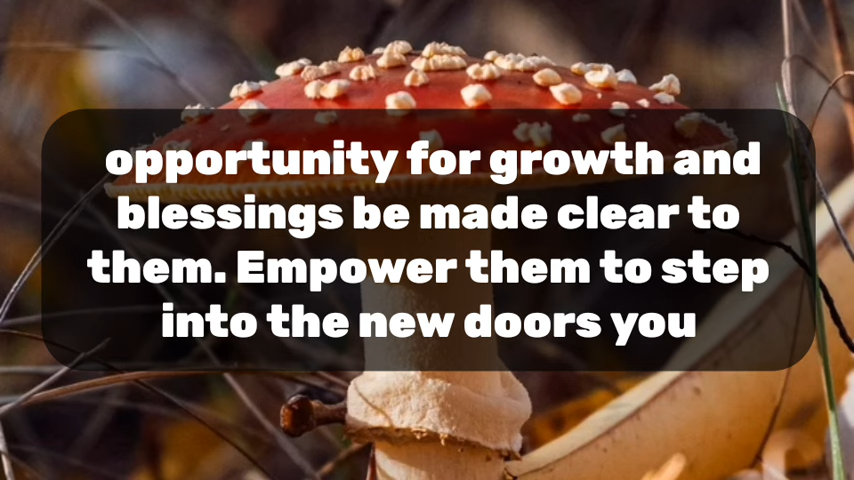 opportunity for growth and
blessings be made clear to
them. Empower them to step
into the new doors you